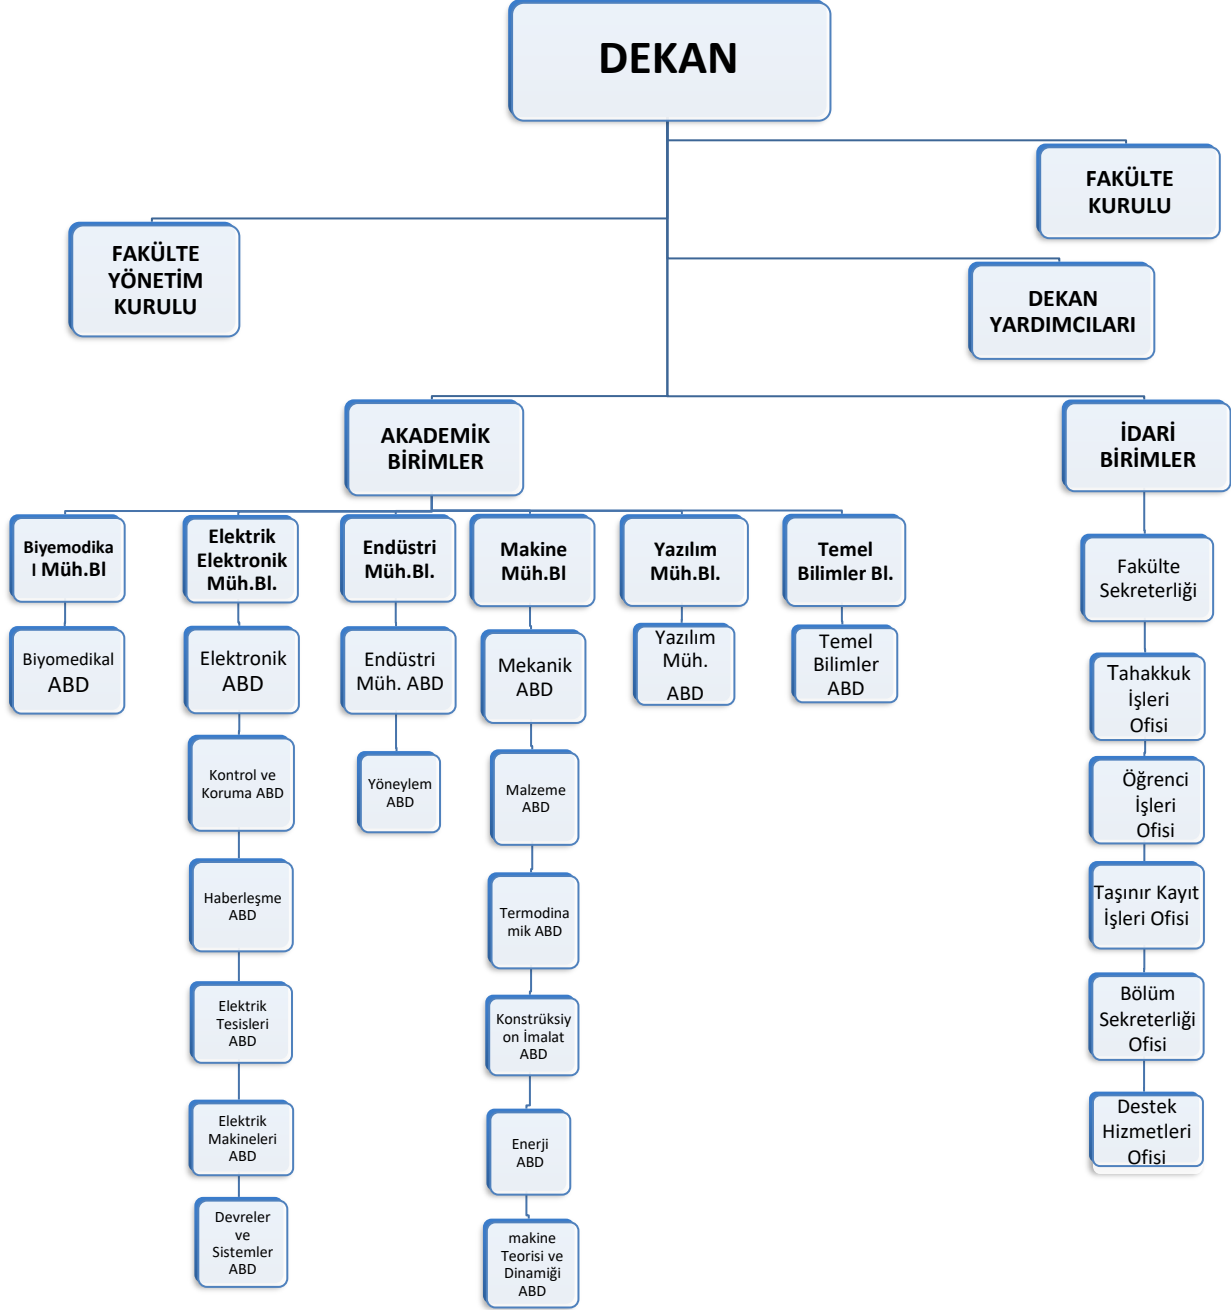 DEKAN
FAKÜLTE
KURULU
FAKÜLTE
YÖNETİM
KURULU
DEKAN
YARDIMCILARI
AKADEMİK
BİRİMLER
İDARİ
BİRİMLER
Biyemodika
l Müh.Bl
Elektrik
Elektronik
Müh.Bl.
Endüstri
Müh.Bl.
Makine
Müh.Bl
Yazılım
Müh.Bl.
Temel
Bilimler Bl.
Fakülte
Sekreterliği
Biyomedikal
ABD
Elektronik
ABD
Endüstri
Müh. ABD
Mekanik
ABD
Yazılım
Müh.
ABD
Temel
Bilimler
ABD
Tahakkuk
İşleri
Ofisi
Kontrol ve
Koruma ABD
Yöneylem
ABD
Malzeme
ABD
Öğrenci
İşleri
Ofisi
Haberleşme
ABD
Termodina
mik ABD
Taşınır Kayıt
İşleri Ofisi
Elektrik
Tesisleri
ABD
Konstrüksiy
on İmalat
ABD
Bölüm
Sekreterliği
Ofisi
Elektrik
Makineleri
ABD
Enerji
ABD
Destek
Hizmetleri
Ofisi
Devreler
ve
Sistemler
ABD
makine
Teorisi ve
Dinamiği
ABD